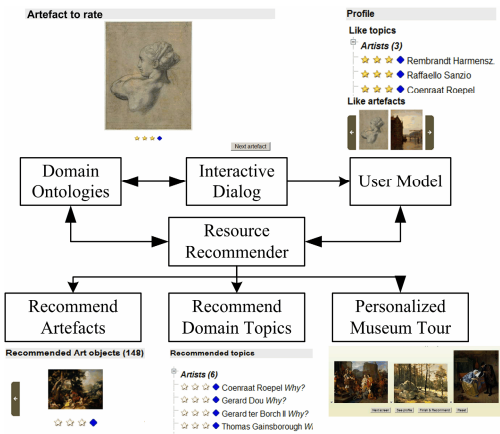 Artefact to rate
Next artefact
Profile
Like topics
Artists (3)
Rembrandt Harmensz.
Raffaello Sanzio
Coenraat Roepel
Like artefacts
Domain
Ontologies
Interactive
Dialog
User Model
Resource
Recommender
Recommend
Artefacts
Recommend
Domain Topics
Personalized
Museum Tour
Recommended Art objects (148)
Recommended topics
Artists (6)
Coenraat Roepel Why?
Gerard Dou Why?
Gerard ter Borch II Why?
Thomas Gainsborough Wi